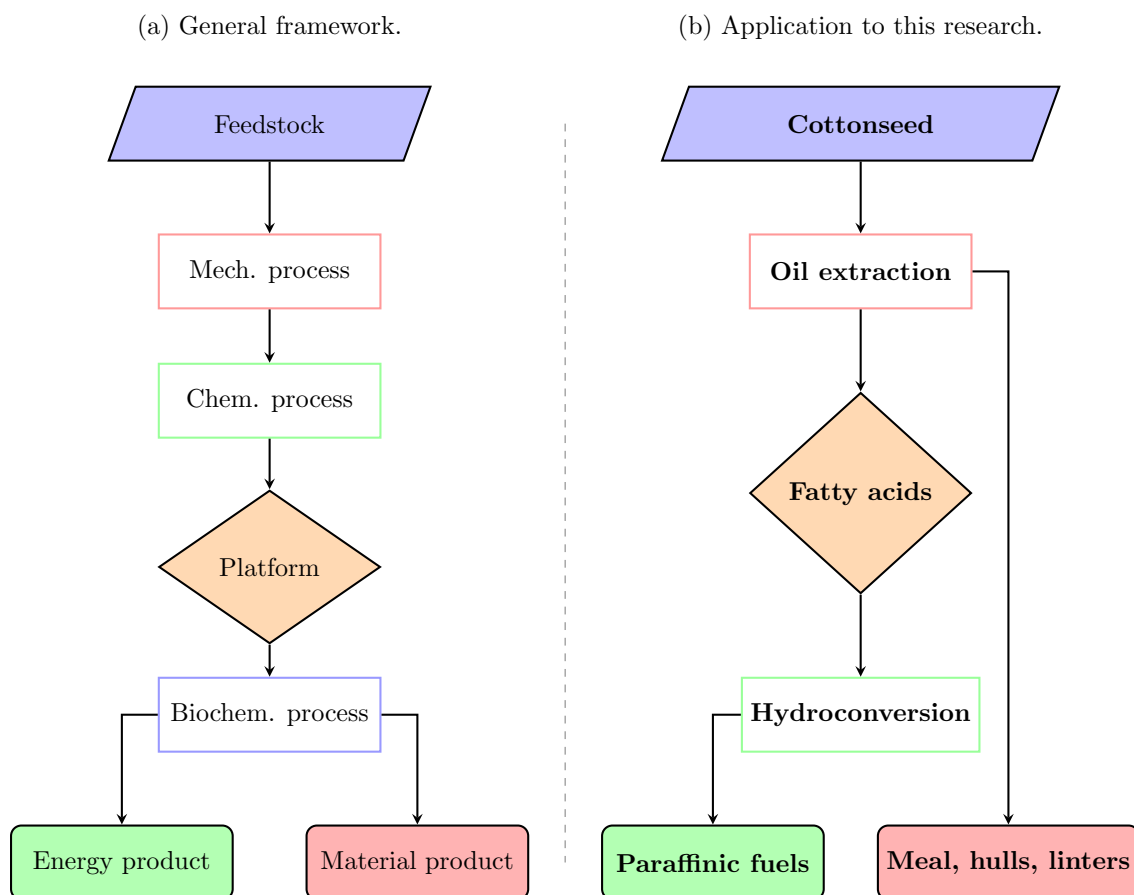 (a) General framework.
Feedstock
Mech. process
Chem. process
Platform
Biochem. process
Energy product
Material product
(b) Application to this research.
Cottonseed
Oil extraction
Fatty acids
Hydroconversion
Paraffinic fuels
Meal, hulls, linters